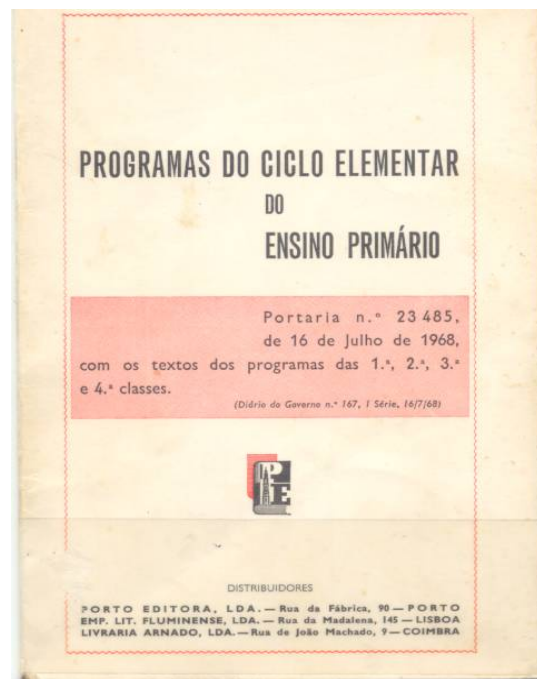 PROGRAMAS DO CICLO ELEMENTAR
DO
ENSINO PRIMÁRIO
Portaria n.º 23 485,
de 16 de Julho de 1968,
com os textos dos programas das 1.ª, 2.ª, 3.ª
e 4.ª classes.
(Diário do Governo n.º 167, I Série, 16/7/68)
PE
DISTRIBUIDORES
PORTO EDITORA, LDA. — Rua da Fábrica, 90 — PORTO
EMP. LIT. FLUMINENSE, LDA. — Rua da Madalena, 145 — LISBOA
LIVRARIA ARNADO, LDA. — Rua de João Machado, 9 — COIMBRA